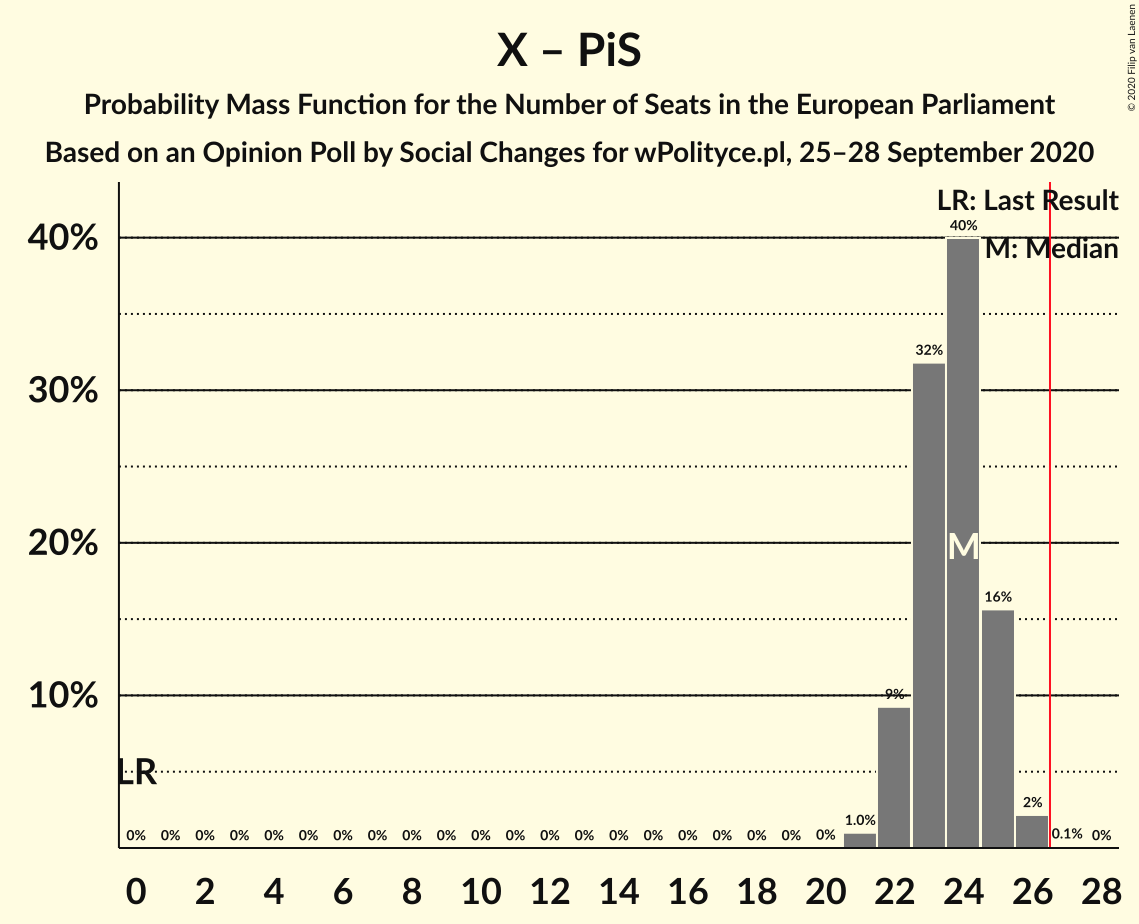 X – PiS
Probability Mass Function for the Number of Seats in the European Parliament
Based on an Opinion Poll by Social Changes for wPolityce.pl, 25–28 September 2020
© 2020 Filip van Laenen
LR: Last Result
M: Median
40%
30%
20%
10%
LR
M
0% 0% 0% 0% 0% 0% 0% 0% 0% 0% 0% 0% 0% 0% 0% 0% 0% 0% 0% 0% 0% 1.0% 9% 32% 40% 16% 2% 0.1% 0%
0 2 4 6 8 10 12 14 16 18 20 22 24 26 28